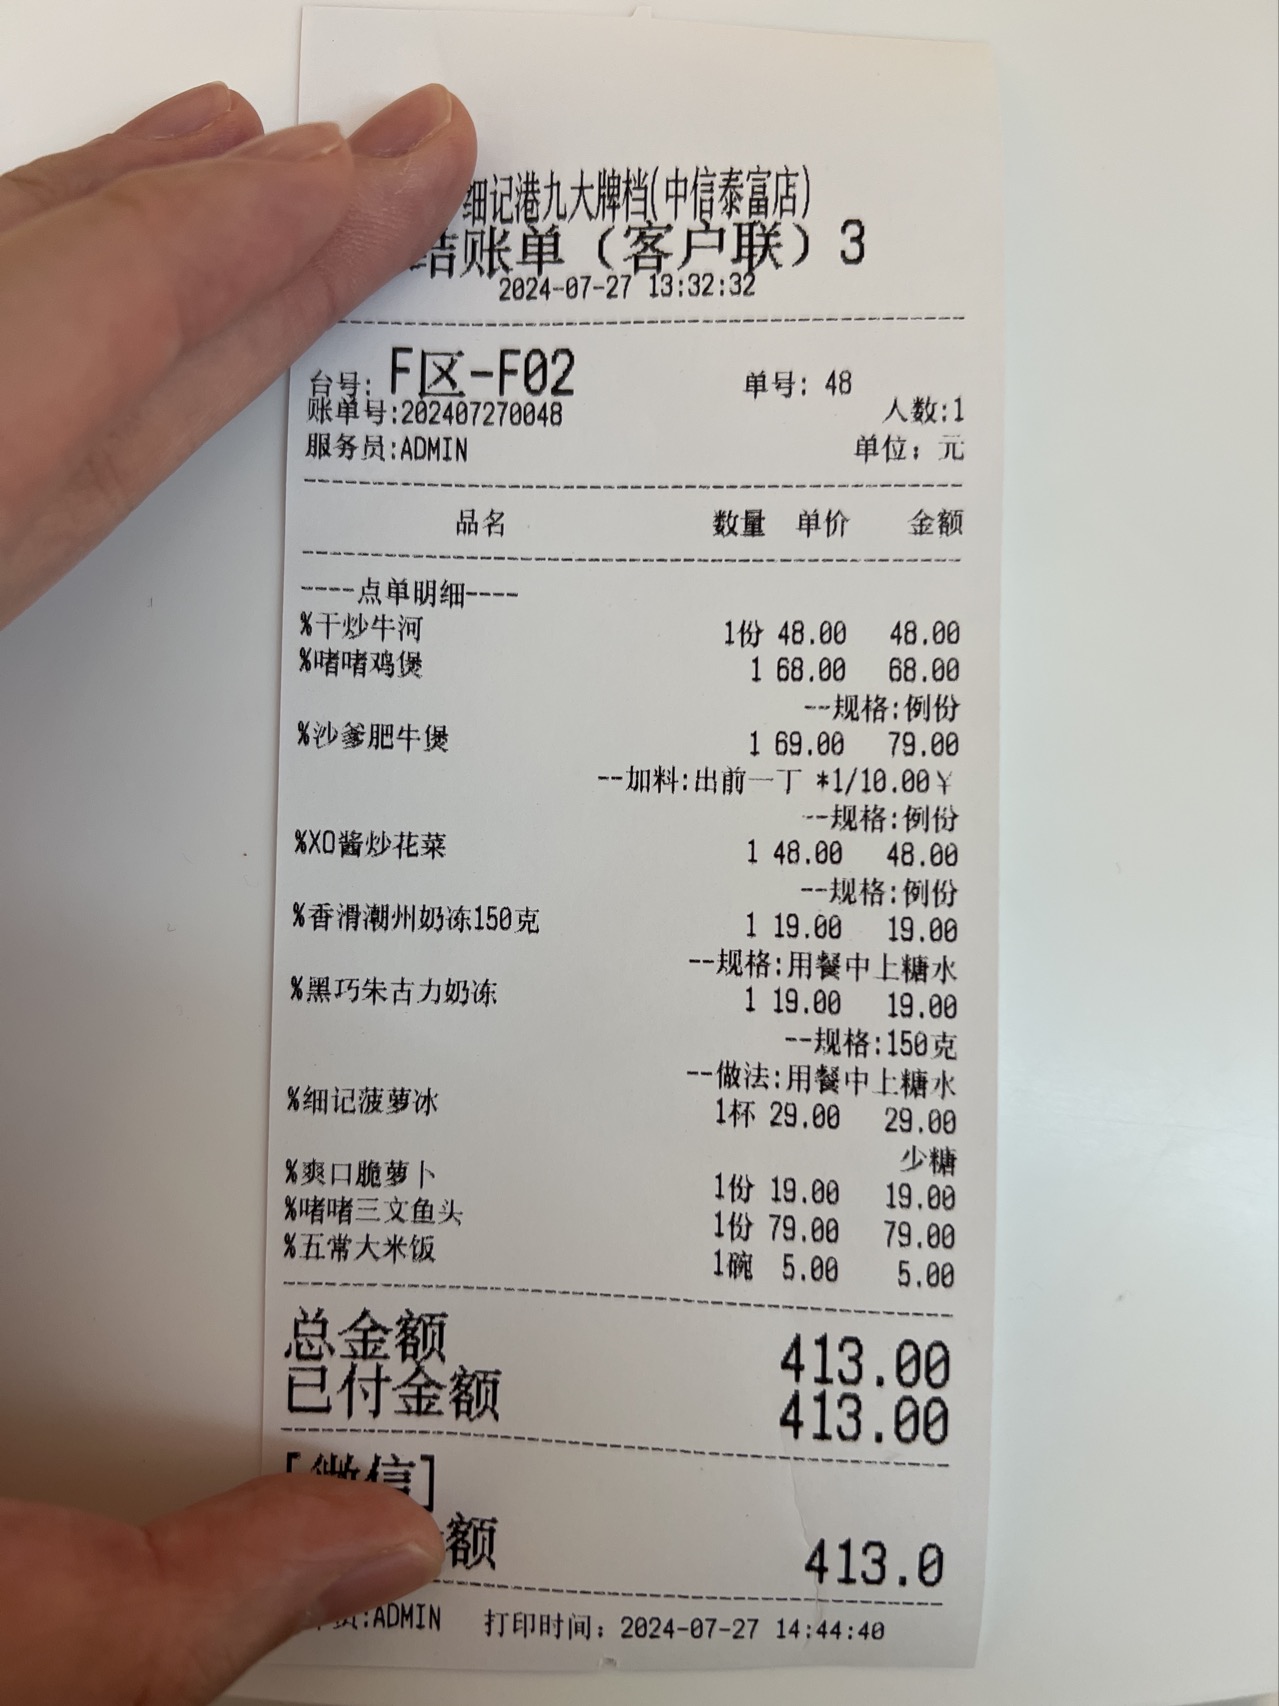 细记港九大牌档(中信泰富店)
结账单（客户联）3
2024-07-27 13:32:32
台号: F区-F02 单号: 48
账单号:202407270048 人数:1
服务员:ADMIN 单位: 元
品名 数量 单价 金额
----点单明细----
%干炒牛河 1份 48.00 48.00
%啫啫鸡煲 1 68.00 68.00
--规格:例份
%沙爹肥牛煲 1 69.00 79.00
--加料:出前一丁 *1/10.00¥
--规格:例份
%XO酱炒花菜 1 48.00 48.00
--规格:例份
%香滑潮州奶冻150克 1 19.00 19.00
--规格:用餐中上糖水
%黑巧朱古力奶冻 1 19.00 19.00
--规格:150克
--做法:用餐中上糖水
%细记菠萝冰 1杯 29.00 29.00
少糖
%爽口脆萝卜 1份 19.00 19.00
%啫啫三文鱼头 1份 79.00 79.00
%五常大米饭 1碗 5.00 5.00
总金额 413.00
已付金额 413.00
[微信]
额 413.0
员:ADMIN 打印时间: 2024-07-27 14:44:40